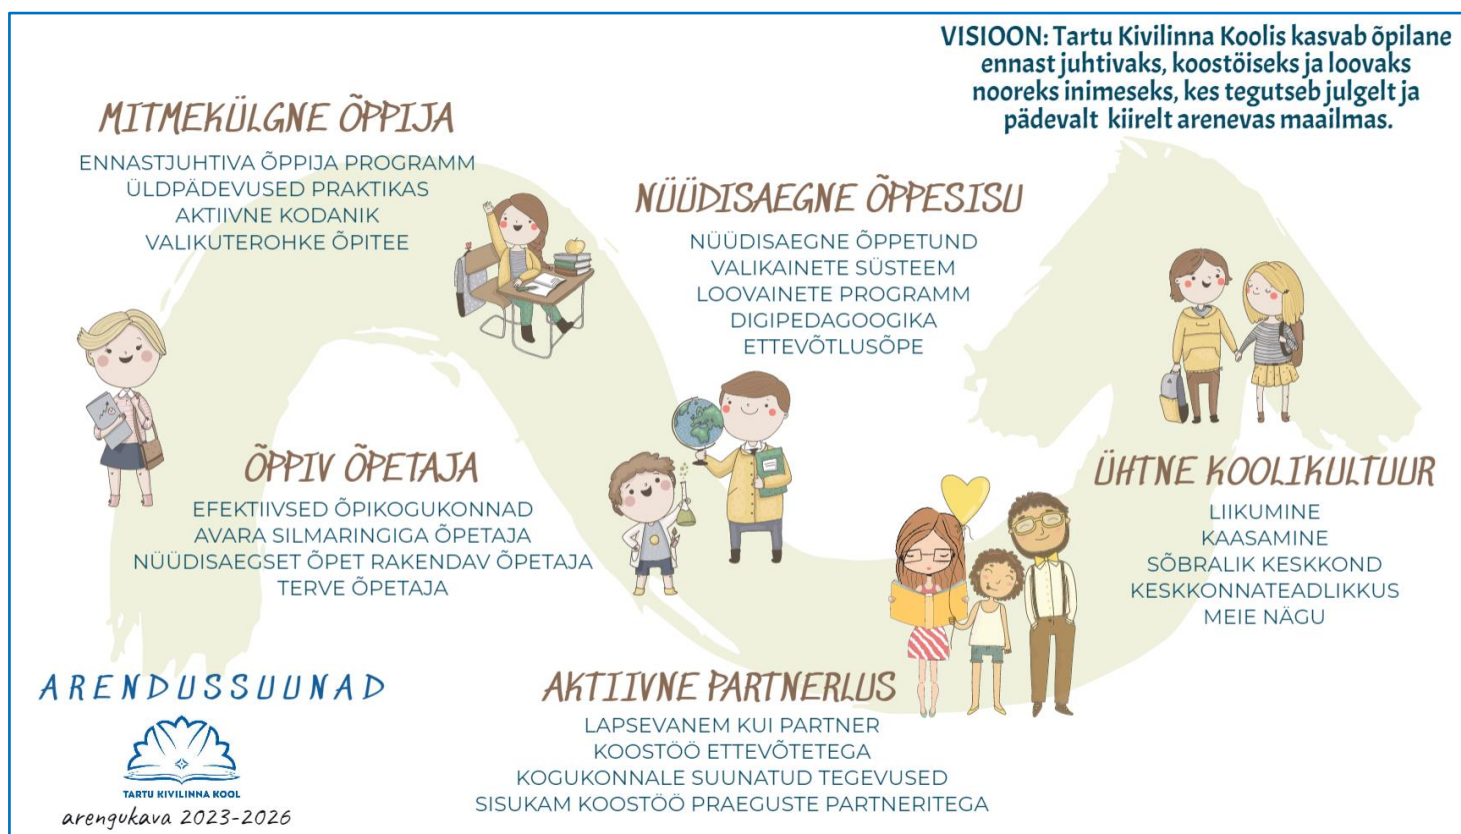 VISIOON: Tartu Kivilinna Koolis kasvab õpilane
ennast juhtivaks, koostöiseks ja loovaks
nooreks inimeseks, kes tegutseb julgelt ja
pädevalt kiirelt arenevas maailmas.
MITMEKÜLGNE ÕPPIJA
ENNASTJUHTIVA ÕPPIJA PROGRAMM
ÜLDPÄDEVUSED PRAKTIKAS
AKTIIVNE KODANIK
VALIKUTEROHKE ÕPITEE
NÜÜDISAEGNE ÕPPESISU
NÜÜDISAEGNE ÕPPETUND
VALIKAINETE SÜSTEEM
LOOVAINETE PROGRAMM
DIGIPEDAGOOGIKA
ETTEVÕTLUSÕPE
ÕPPIV ÕPETAJA
EFEKTIIVSED ÕPIKOGUKONNAD
AVARA SILMARINGIGA ÕPETAJA
NÜÜDISAEGSET ÕPET RAKENDAV ÕPETAJA
TERVE ÕPETAJA
ÜHTNE KOOLIKULTUUR
LIIKUMINE
KAASAMINE
SÕBRALIK KESKKOND
KESKKONNATEADLIKKUS
MEIE NÄGU
AKTIIVNE PARTNERLUS
LAPSEVANEM KUI PARTNER
KOOSTÖÖ ETTEVÕTETEGA
KOGUKONNALE SUUNATUD TEGEVUSED
SISUKAM KOOSTÖÖ PRAEGUSTE PARTNERITEGA
ARENDUSSUUNAD
TARTU KIVILINNA KOOL
arengukava 2023-2026